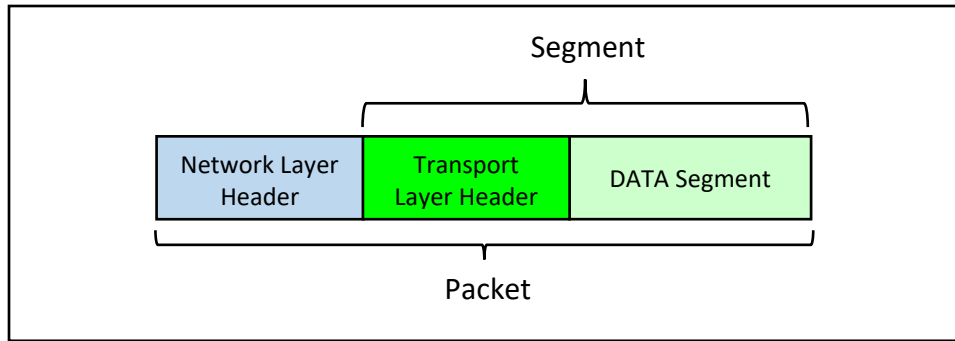 Segment
Network Layer
Header
Transport
Layer Header
DATA Segment
Packet